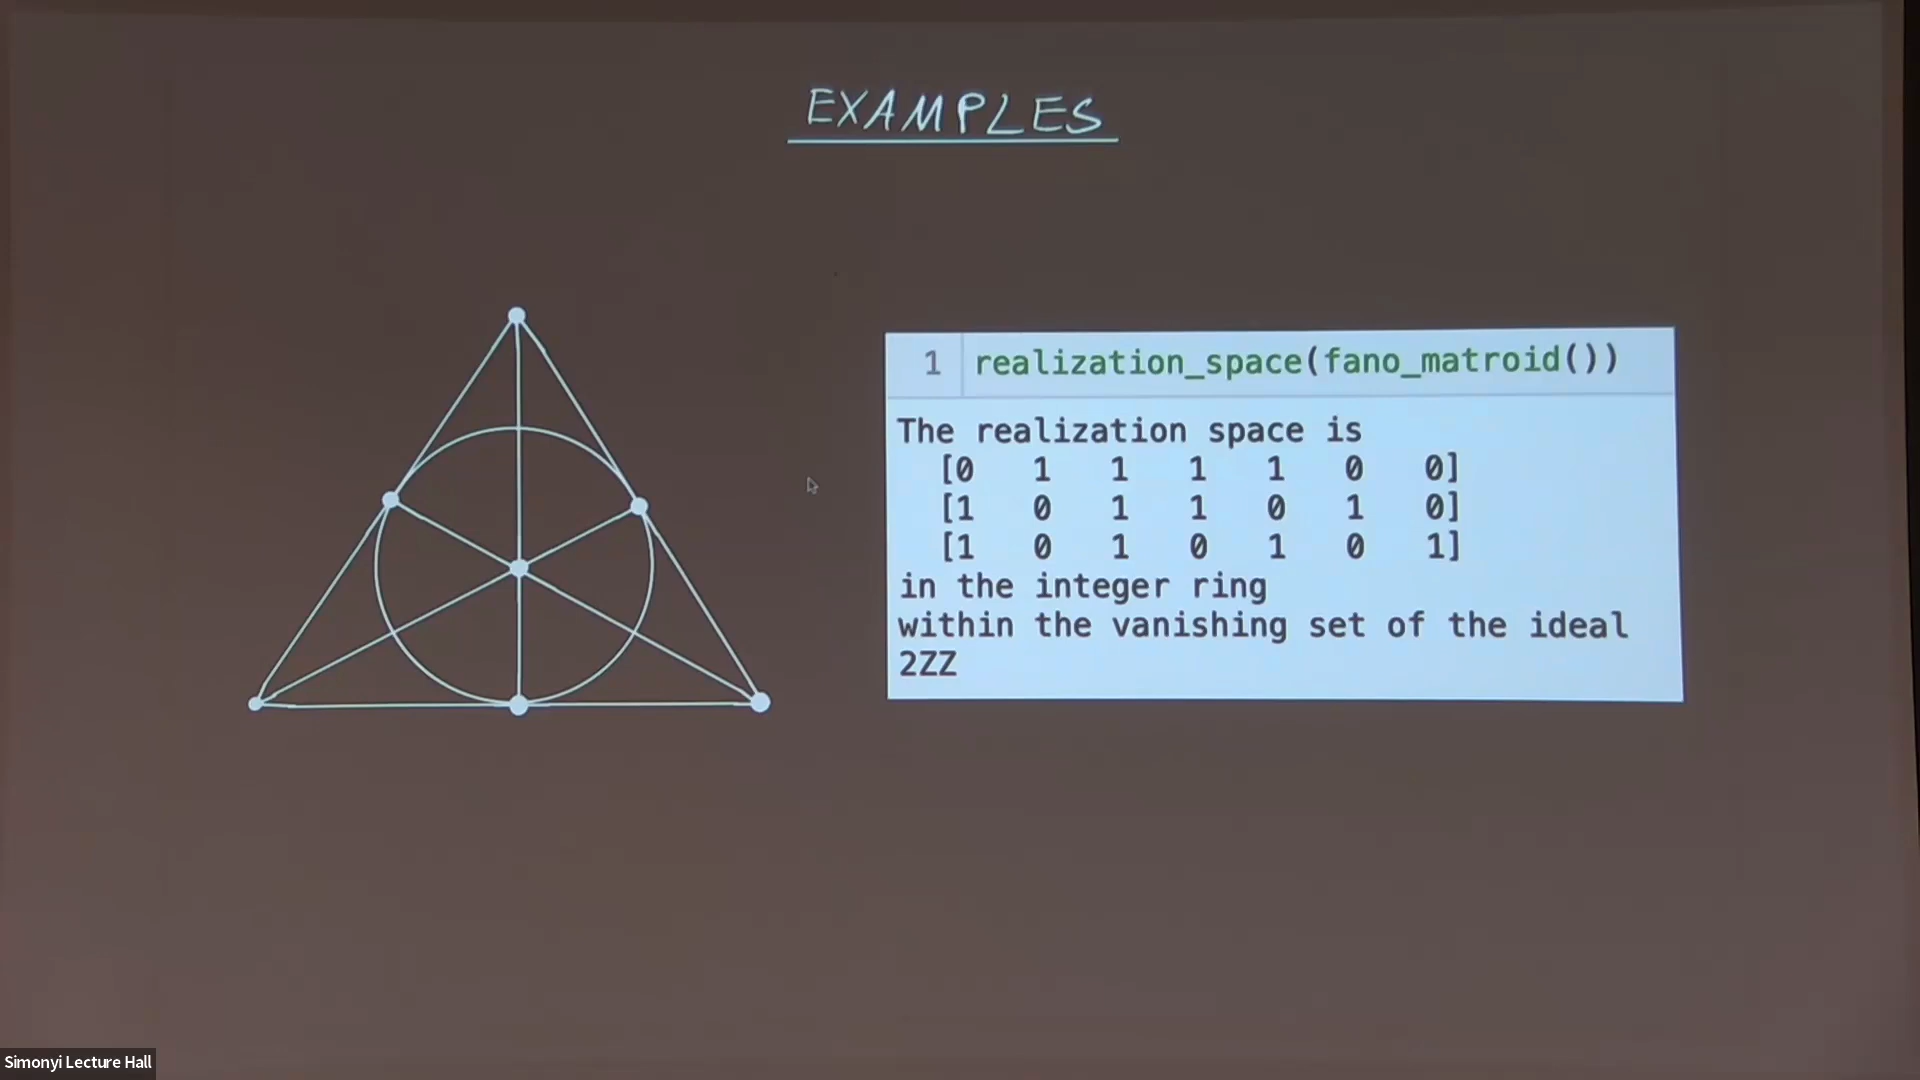 EXAMPLES
1 realization_space(fano_matroid())
The realization space is
[0 1 1 1 1 0 0]
[1 0 1 1 0 1 0]
[1 0 1 0 1 0 1]
in the integer ring
within the vanishing set of the ideal
2ZZ
Simonyi Lecture Hall